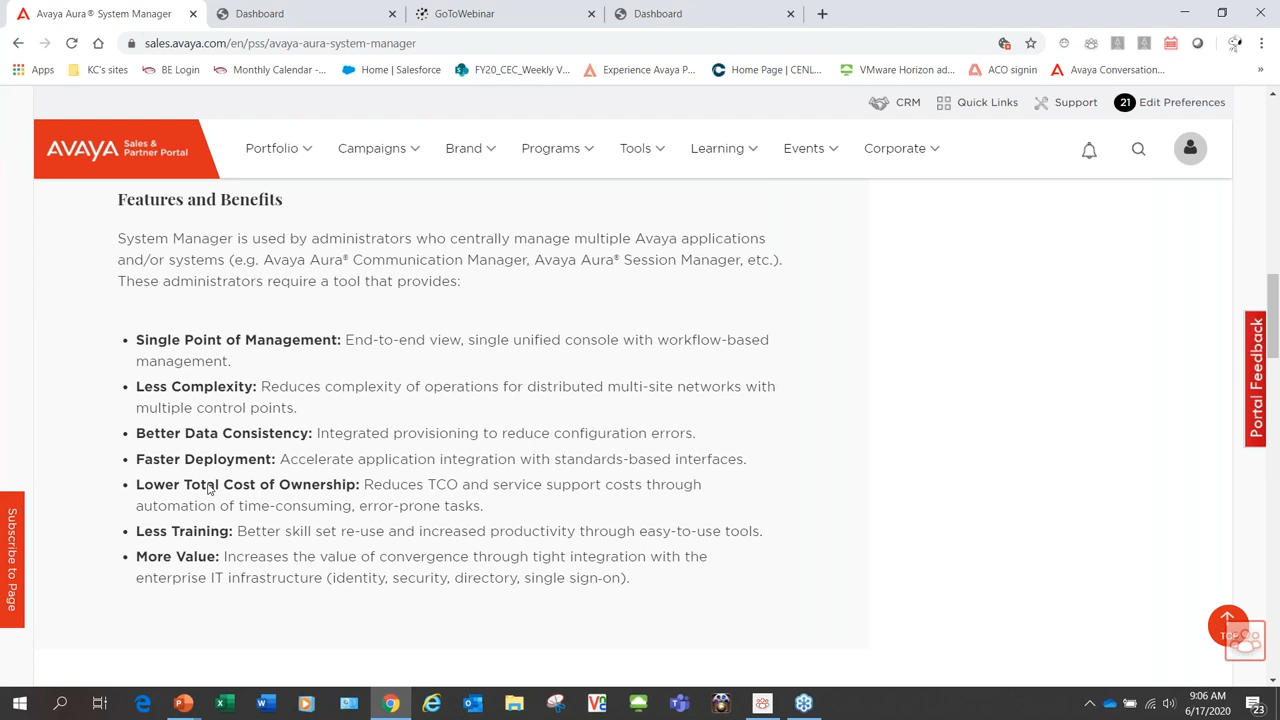 Avaya Aura® System Manager
Dashboard
GoToWebinar
Dashboard
sales.avaya.com/en/pss/avaya-aura-system-manager
Apps
KC's sites
BE Login
Monthly Calendar -...
Home | Salesforce
FY20_CEC_Weekly V...
Experience Avaya P...
Home Page | CENL...
VMware Horizon ad...
ACO signin
Avaya Conversation...
»
CRM
Quick Links
Support
21 Edit Preferences
AVAYA Sales & Partner Portal
Portfolio
Campaigns
Brand
Programs
Tools
Learning
Events
Corporate
Features and Benefits
System Manager is used by administrators who centrally manage multiple Avaya applications
and/or systems (e.g. Avaya Aura® Communication Manager, Avaya Aura® Session Manager, etc.).
These administrators require a tool that provides:
• Single Point of Management: End-to-end view, single unified console with workflow-based
management.
• Less Complexity: Reduces complexity of operations for distributed multi-site networks with
multiple control points.
• Better Data Consistency: Integrated provisioning to reduce configuration errors.
• Faster Deployment: Accelerate application integration with standards-based interfaces.
• Lower Total Cost of Ownership: Reduces TCO and service support costs through
automation of time-consuming, error-prone tasks.
• Less Training: Better skill set re-use and increased productivity through easy-to-use tools.
• More Value: Increases the value of convergence through tight integration with the
enterprise IT infrastructure (identity, security, directory, single sign-on).
Portal Feedback
Subscribe to Page
9:06 AM
6/17/2020
23